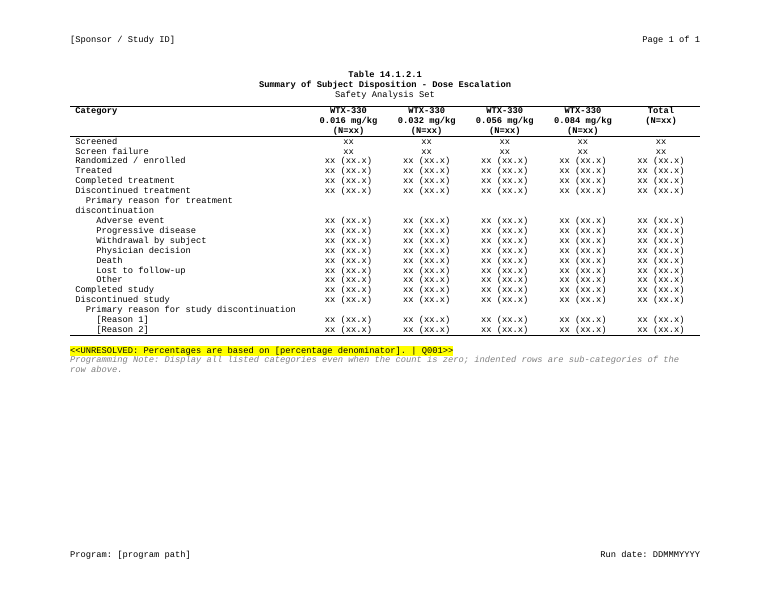 [Sponsor / Study ID] Page 1 of 1
Table 14.1.2.1
Summary of Subject Disposition - Dose Escalation
Safety Analysis Set
Category WTX-330 WTX-330 WTX-330 WTX-330 Total
0.016 mg/kg 0.032 mg/kg 0.056 mg/kg 0.084 mg/kg (N=xx)
(N=xx) (N=xx) (N=xx) (N=xx)
Screened xx xx xx xx xx
Screen failure xx xx xx xx xx
Randomized / enrolled xx (xx.x) xx (xx.x) xx (xx.x) xx (xx.x) xx (xx.x)
Treated xx (xx.x) xx (xx.x) xx (xx.x) xx (xx.x) xx (xx.x)
Completed treatment xx (xx.x) xx (xx.x) xx (xx.x) xx (xx.x) xx (xx.x)
Discontinued treatment xx (xx.x) xx (xx.x) xx (xx.x) xx (xx.x) xx (xx.x)
Primary reason for treatment
discontinuation
Adverse event xx (xx.x) xx (xx.x) xx (xx.x) xx (xx.x) xx (xx.x)
Progressive disease xx (xx.x) xx (xx.x) xx (xx.x) xx (xx.x) xx (xx.x)
Withdrawal by subject xx (xx.x) xx (xx.x) xx (xx.x) xx (xx.x) xx (xx.x)
Physician decision xx (xx.x) xx (xx.x) xx (xx.x) xx (xx.x) xx (xx.x)
Death xx (xx.x) xx (xx.x) xx (xx.x) xx (xx.x) xx (xx.x)
Lost to follow-up xx (xx.x) xx (xx.x) xx (xx.x) xx (xx.x) xx (xx.x)
Other xx (xx.x) xx (xx.x) xx (xx.x) xx (xx.x) xx (xx.x)
Completed study xx (xx.x) xx (xx.x) xx (xx.x) xx (xx.x) xx (xx.x)
Discontinued study xx (xx.x) xx (xx.x) xx (xx.x) xx (xx.x) xx (xx.x)
Primary reason for study discontinuation
[Reason 1] xx (xx.x) xx (xx.x) xx (xx.x) xx (xx.x) xx (xx.x)
[Reason 2] xx (xx.x) xx (xx.x) xx (xx.x) xx (xx.x) xx (xx.x)
<<UNRESOLVED: Percentages are based on [percentage denominator]. | Q001>>
Programming Note: Display all listed categories even when the count is zero; indented rows are sub-categories of the
row above.
Program: [program path] Run date: DDMMMYYYY